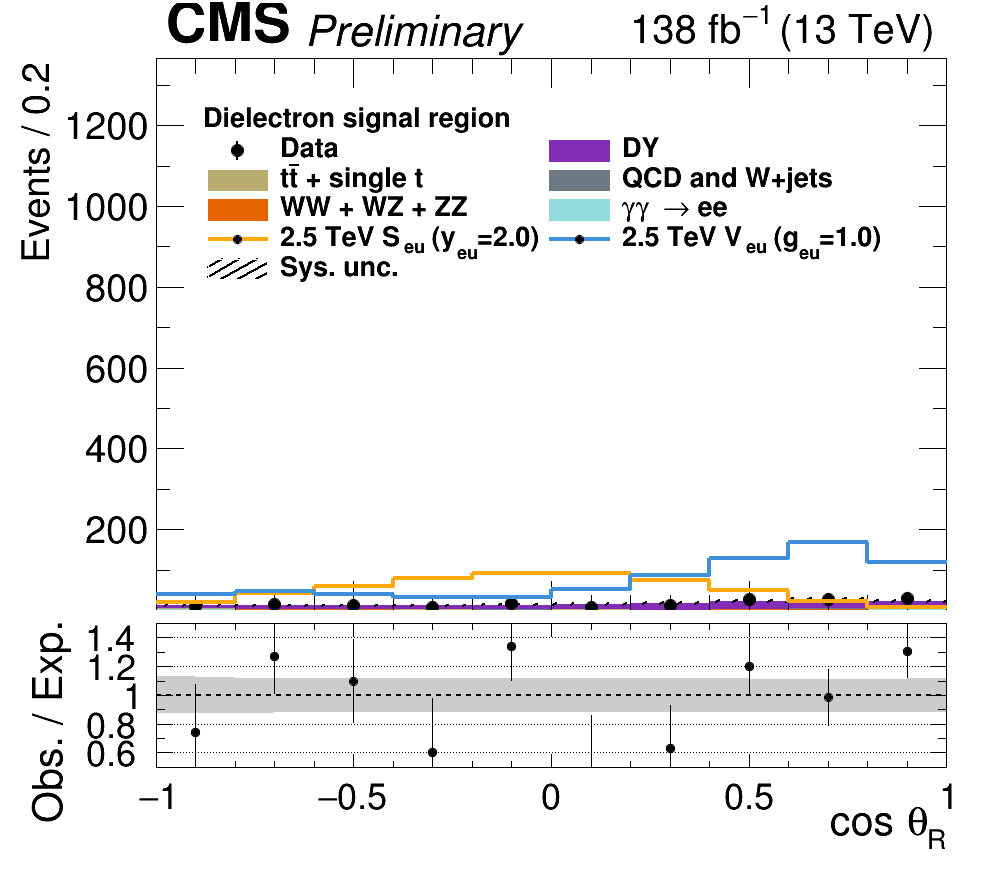 CMS Preliminary 138 fb⁻¹ (13 TeV)
Events / 0.2
1200
1000
800
600
400
200
Dielectron signal region
Data
DY
tt̄ + single t
QCD and W+jets
WW + WZ + ZZ
γγ → ee
2.5 TeV S_eu (y_eu=2.0)
2.5 TeV V_eu (g_eu=1.0)
Sys. unc.
Obs. / Exp.
1.4
1.2
1
0.8
0.6
−1 −0.5 0 0.5 1
cos θ_R